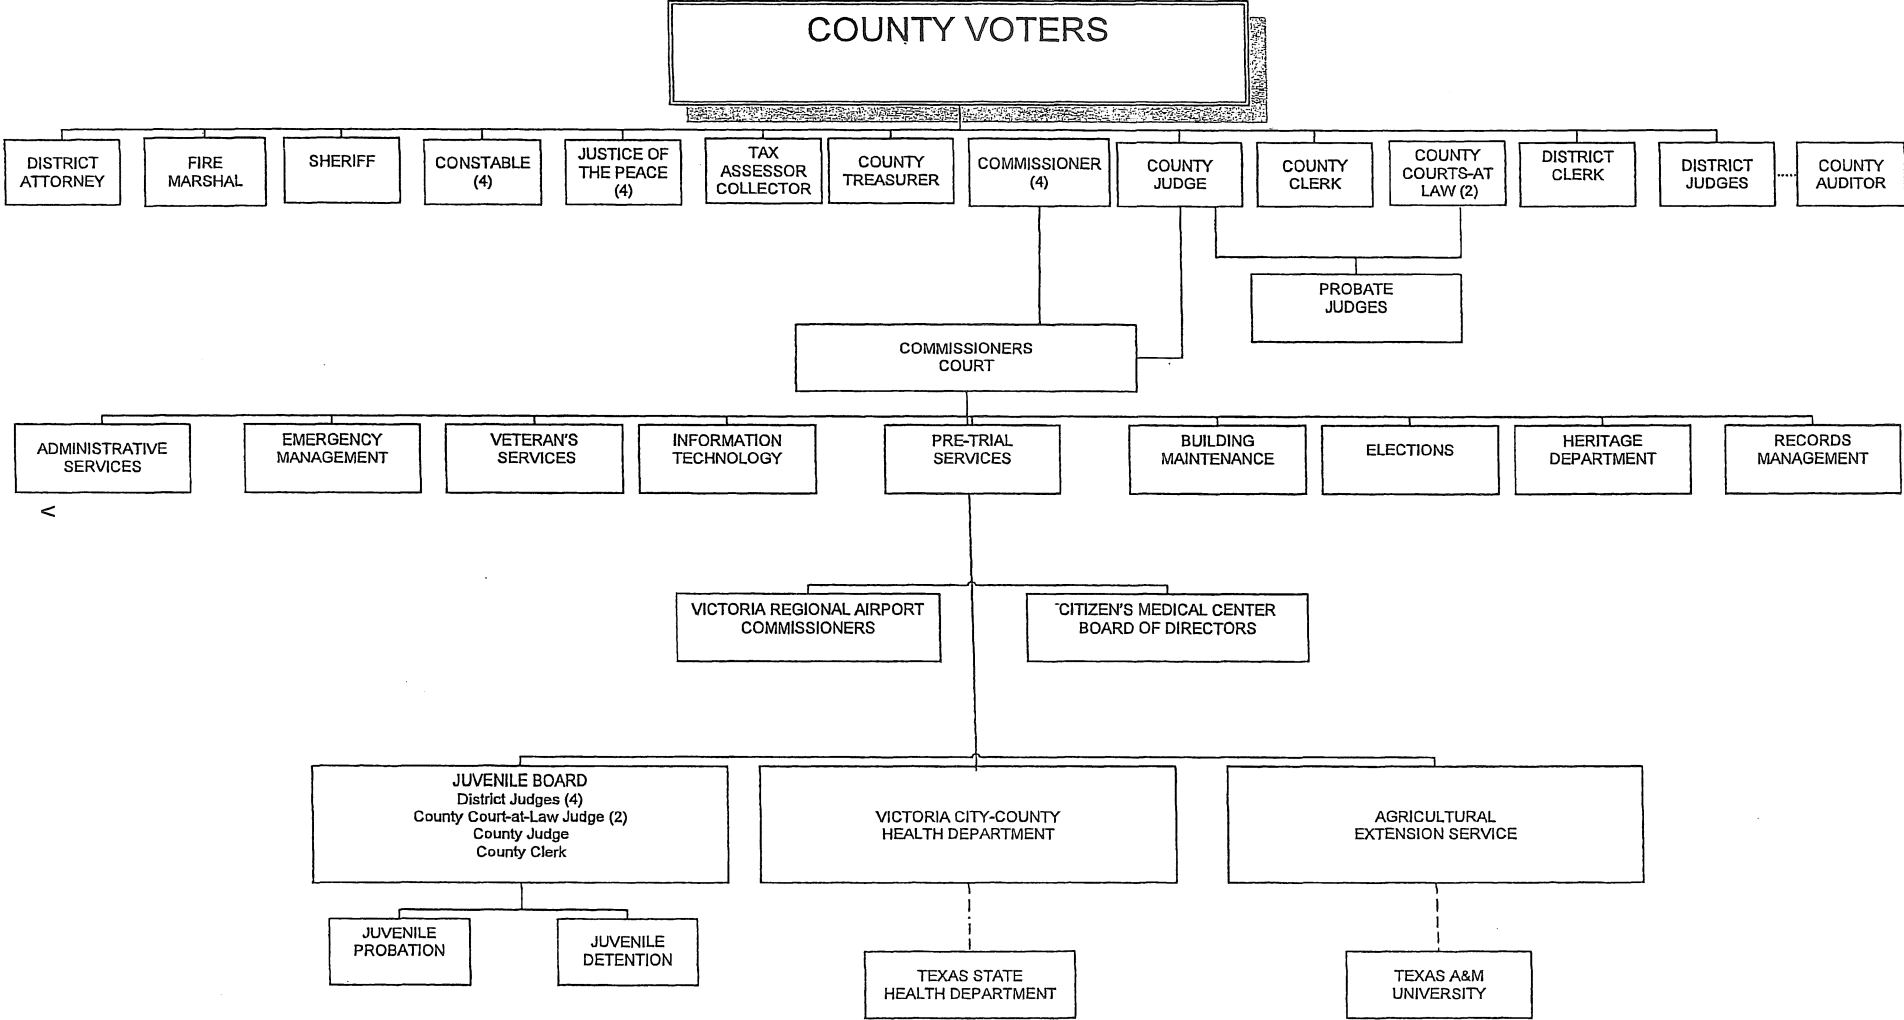 COUNTY VOTERS
DISTRICT
ATTORNEY
FIRE
MARSHAL
SHERIFF
CONSTABLE
(4)
JUSTICE OF
THE PEACE
(4)
TAX
ASSESSOR
COLLECTOR
COUNTY
TREASURER
COMMISSIONER
(4)
COUNTY
JUDGE
COUNTY
CLERK
COUNTY
COURTS-AT
LAW (2)
DISTRICT
CLERK
DISTRICT
JUDGES
COUNTY
AUDITOR
PROBATE
JUDGES
COMMISSIONERS
COURT
ADMINISTRATIVE
SERVICES
EMERGENCY
MANAGEMENT
VETERAN'S
SERVICES
INFORMATION
TECHNOLOGY
PRE-TRIAL
SERVICES
BUILDING
MAINTENANCE
ELECTIONS
HERITAGE
DEPARTMENT
RECORDS
MANAGEMENT
<
VICTORIA REGIONAL AIRPORT
COMMISSIONERS
CITIZEN'S MEDICAL CENTER
BOARD OF DIRECTORS
JUVENILE BOARD
District Judges (4)
County Court-at-Law Judge (2)
County Judge
County Clerk
VICTORIA CITY-COUNTY
HEALTH DEPARTMENT
AGRICULTURAL
EXTENSION SERVICE
JUVENILE
PROBATION
JUVENILE
DETENTION
TEXAS STATE
HEALTH DEPARTMENT
TEXAS A&M
UNIVERSITY